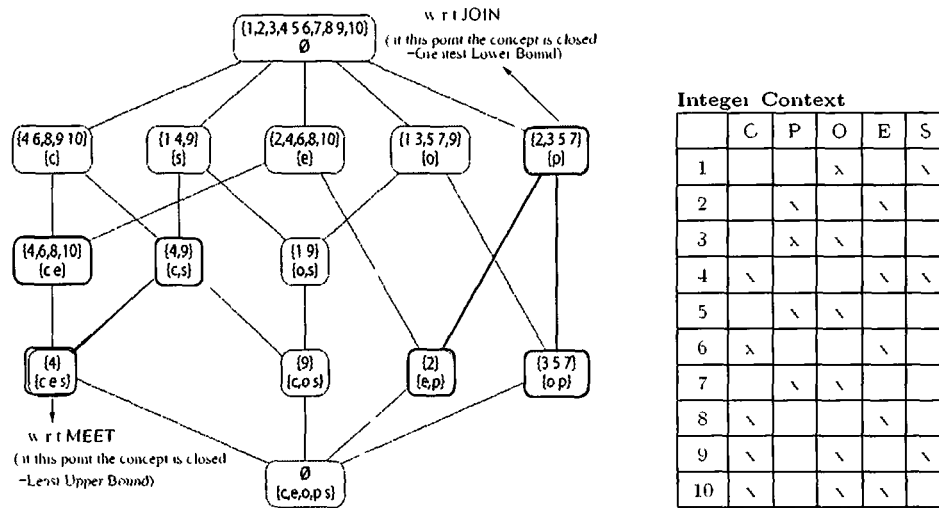 w r t JOIN
(it this point the concept is closed
-Greatest Lower Bound)
{1,2,3,4 5 6,7,8 9,10}
Ø
{4 6,8,9 10}
{c}
{1 4,9}
{s}
{2,4,6,8,10}
{e}
{1 3,5 7,9}
{o}
{2,3 5 7}
{p}
{4,6,8,10}
{c e}
{4,9}
{c,s}
{1 9}
{o,s}
{4}
{c e s}
{9}
{c,o s}
{2}
{e,p}
{3 5 7}
{o p}
w r t MEET
(it this point the concept is closed
-Least Upper Bound)
Ø
{c,e,o,p s}
Integer Context
C P O E S
1 x \
2 \ \
3 x \
4 \ \ \
5 \ \
6 x \
7 \ \
8 \ \
9 \ \ \
10 \ \ \